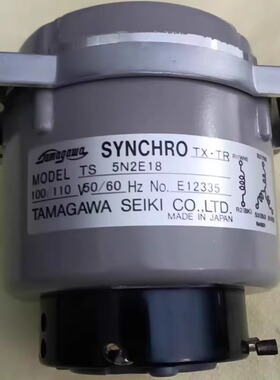 Tamagawa SYNCHRO TX-TR
MODEL TS 5N2E18
100/110 V 50/60 Hz No. E12335
TAMAGAWA SEIKI CO.,LTD.
MADE IN JAPAN